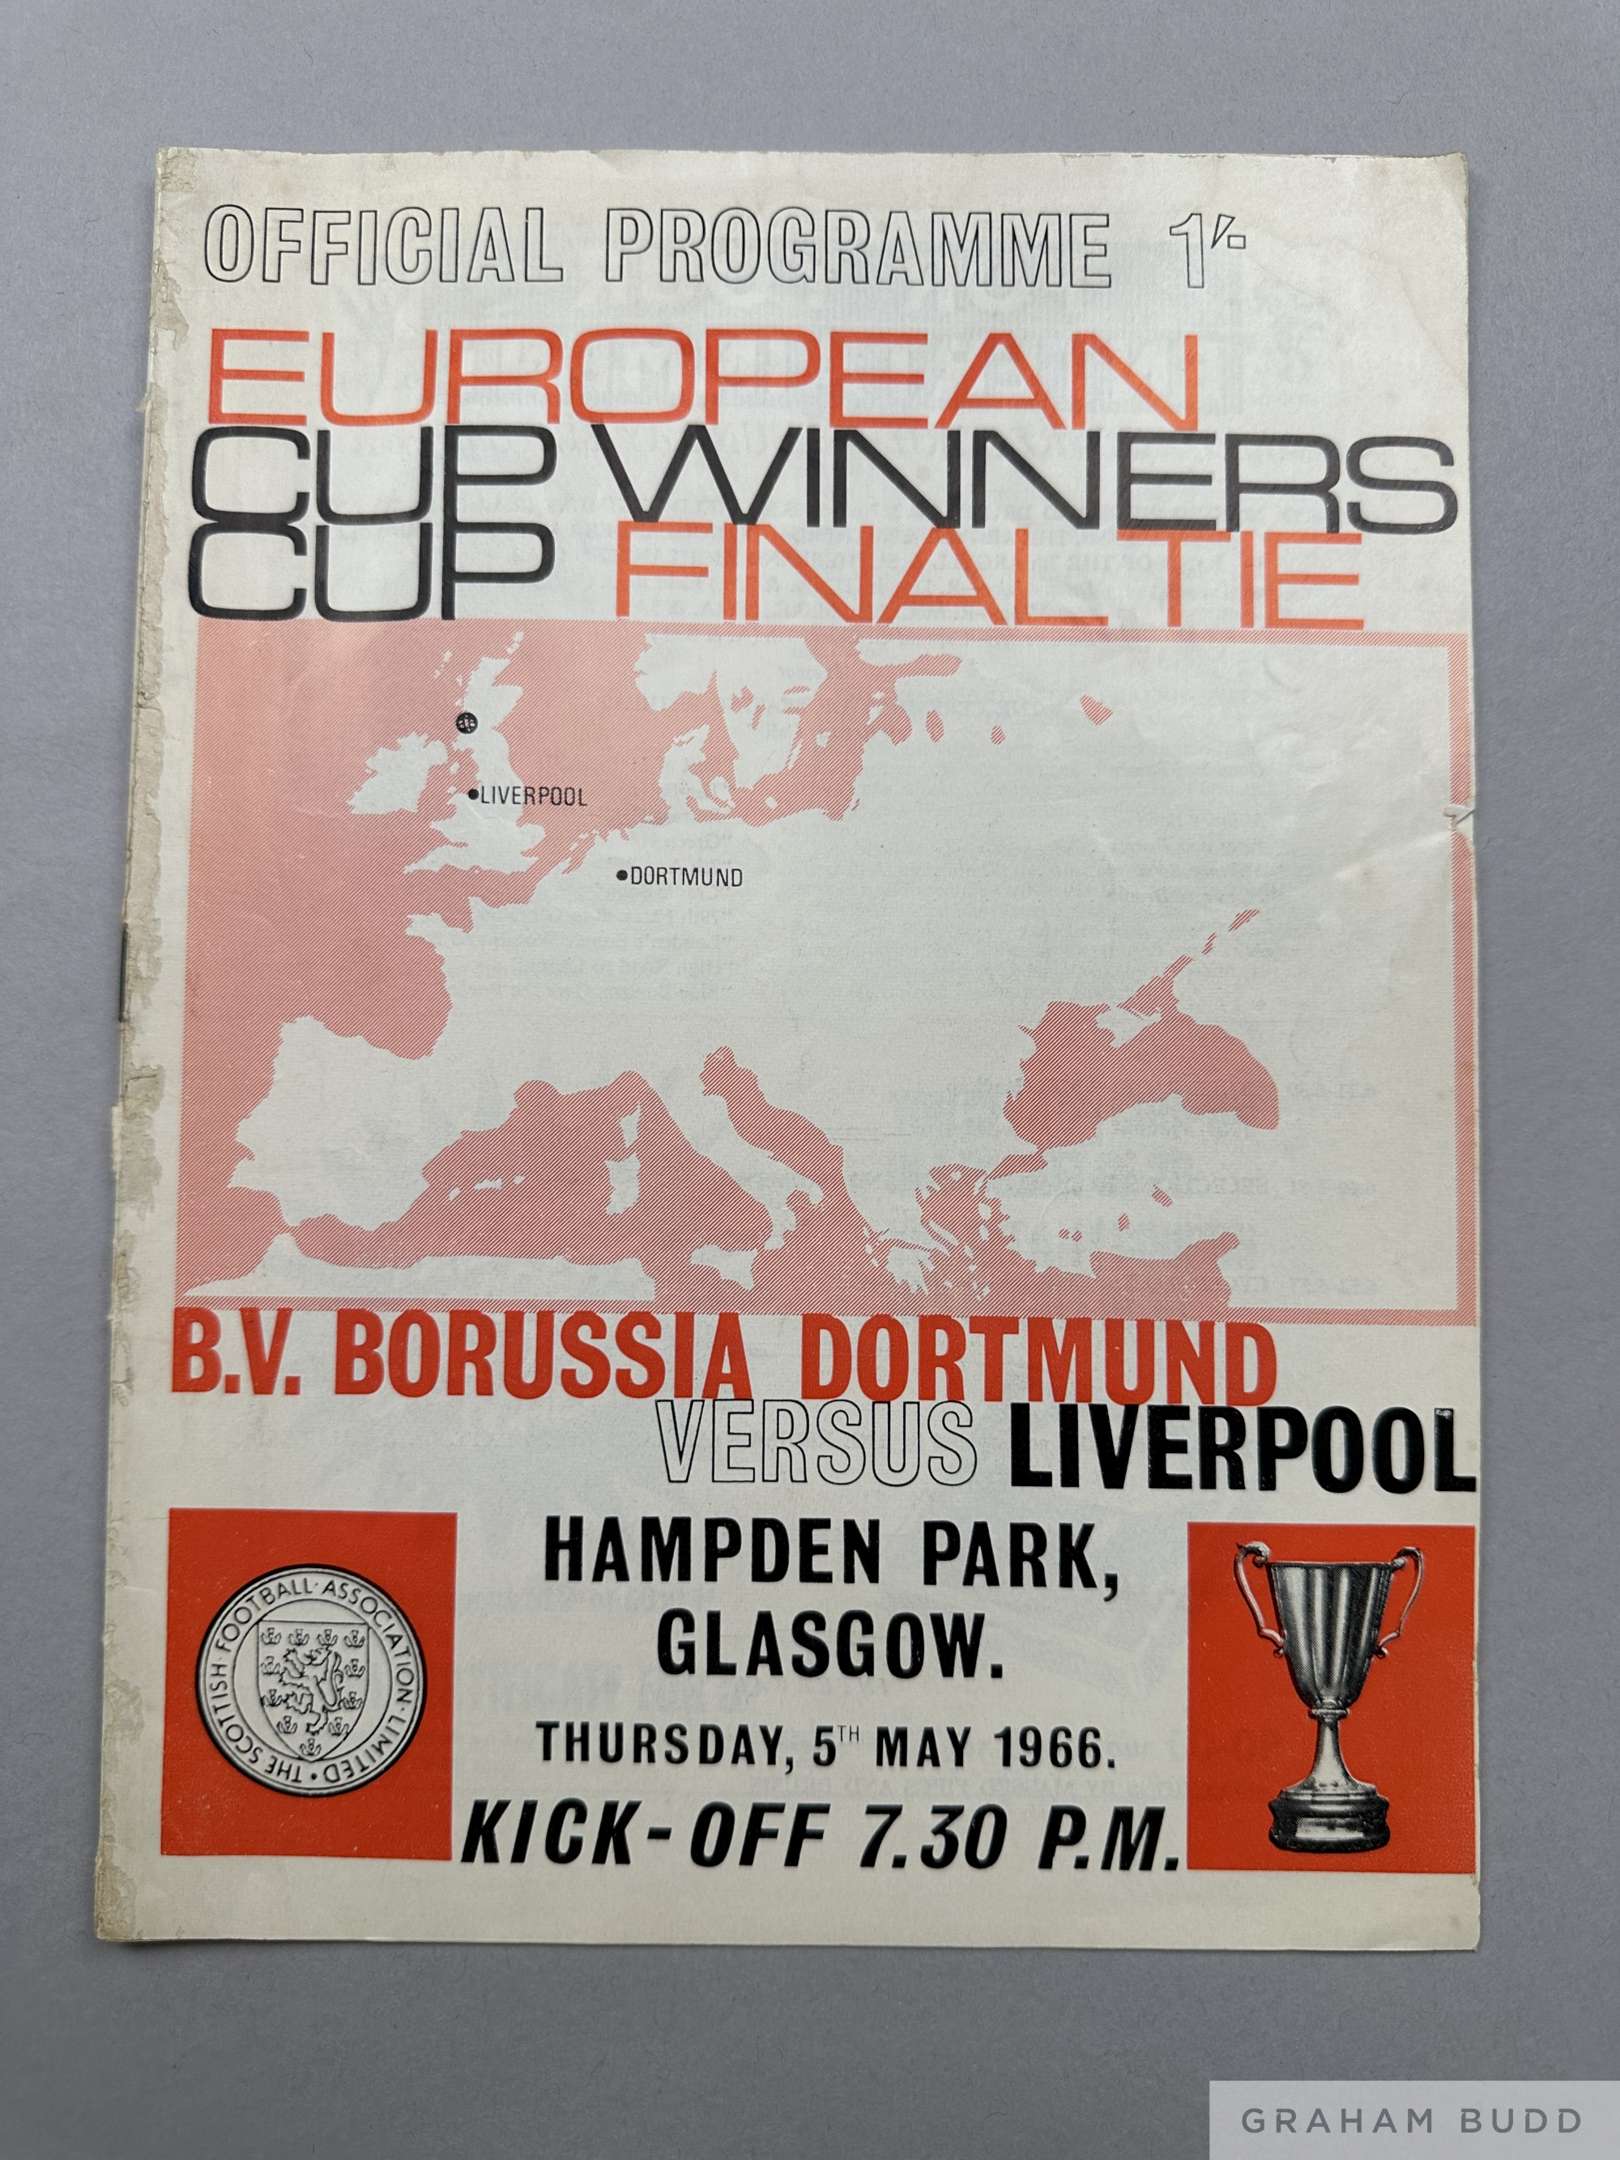 OFFICIAL PROGRAMME 1/-
EUROPEAN
CUP WINNERS
CUP FINAL TIE
LIVERPOOL
DORTMUND
B.V. BORUSSIA DORTMUND
VERSUS LIVERPOOL
HAMPDEN PARK,
GLASGOW.
THE SCOTTISH · FOOTBALL · ASSOCIATION · LIMITED ·
THURSDAY, 5TH MAY 1966.
KICK-OFF 7.30 P.M.
GRAHAM BUDD